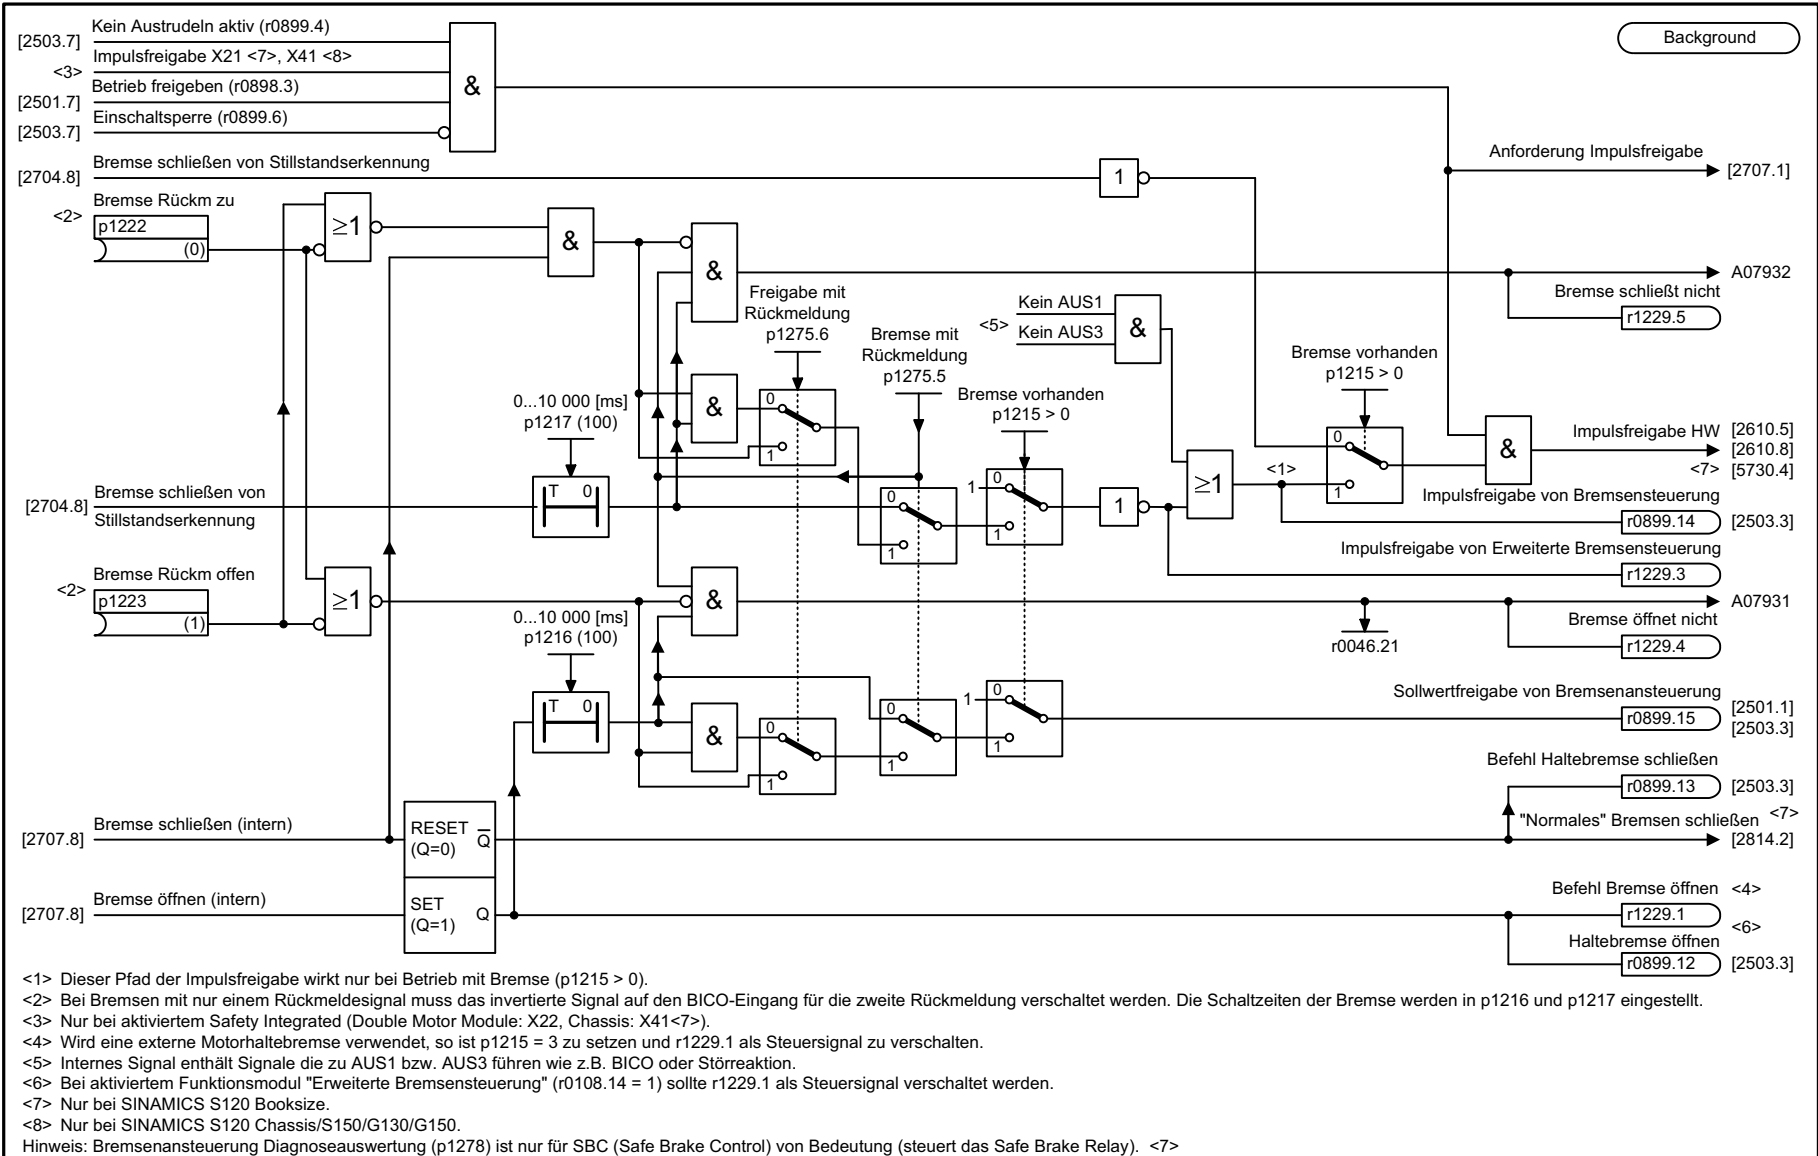 Kein Austrudeln aktiv (r0899.4)
[2503.7]
Background
Impulsfreigabe X21 <7>, X41 <8>
<3>
Betrieb freigeben (r0898.3)
[2501.7]
&
Einschaltsperre (r0899.6)
[2503.7]
Bremse schließen von Stillstandserkennung
[2704.8]
1
Anforderung Impulsfreigabe
[2707.1]
Bremse Rückm zu
<2>
p1222
(0)
≥1
&
&
A07932
Bremse schließt nicht
r1229.5
Freigabe mit
Rückmeldung
p1275.6
Kein AUS1
<5>
Kein AUS3
&
Bremse mit
Rückmeldung
p1275.5
Bremse vorhanden
p1215 > 0
0...10 000 [ms]
p1217 (100)
&
0
1
Bremse vorhanden
p1215 > 0
0
1
&
Impulsfreigabe HW
[2610.5]
[2610.8]
<7> [5730.4]
Bremse schließen von
[2704.8]
Stillstandserkennung
T 0
0
1
1
0
1
1
≥1
<1>
Impulsfreigabe von Bremsensteuerung
r0899.14
[2503.3]
Impulsfreigabe von Erweiterte Bremsensteuerung
r1229.3
Bremse Rückm offen
<2>
p1223
(1)
≥1
&
A07931
0...10 000 [ms]
p1216 (100)
r0046.21
Bremse öffnet nicht
r1229.4
T 0
&
0
1
0
1
1
0
1
Sollwertfreigabe von Bremsenansteuerung
r0899.15
[2501.1]
[2503.3]
Befehl Haltebremse schließen
r0899.13
[2503.3]
Bremse schließen (intern)
[2707.8]
RESET
(Q=0)
Q̅
"Normales" Bremsen schließen <7>
[2814.2]
Bremse öffnen (intern)
[2707.8]
SET
(Q=1)
Q
Befehl Bremse öffnen <4>
r1229.1
<6>
Haltebremse öffnen
r0899.12
[2503.3]
<1> Dieser Pfad der Impulsfreigabe wirkt nur bei Betrieb mit Bremse (p1215 > 0).
<2> Bei Bremsen mit nur einem Rückmeldesignal muss das invertierte Signal auf den BICO-Eingang für die zweite Rückmeldung verschaltet werden. Die Schaltzeiten der Bremse werden in p1216 und p1217 eingestellt.
<3> Nur bei aktiviertem Safety Integrated (Double Motor Module: X22, Chassis: X41<7>).
<4> Wird eine externe Motorhaltebremse verwendet, so ist p1215 = 3 zu setzen und r1229.1 als Steuersignal zu verschalten.
<5> Internes Signal enthält Signale die zu AUS1 bzw. AUS3 führen wie z.B. BICO oder Störreaktion.
<6> Bei aktiviertem Funktionsmodul "Erweiterte Bremsensteuerung" (r0108.14 = 1) sollte r1229.1 als Steuersignal verschaltet werden.
<7> Nur bei SINAMICS S120 Booksize.
<8> Nur bei SINAMICS S120 Chassis/S150/G130/G150.
Hinweis: Bremsenansteuerung Diagnoseauswertung (p1278) ist nur für SBC (Safe Brake Control) von Bedeutung (steuert das Safe Brake Relay). <7>